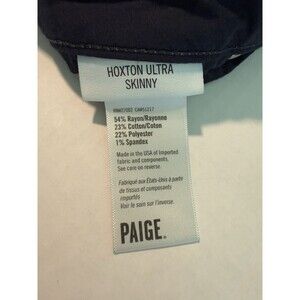 HOXTON ULTRA
SKINNY
54% Rayon/Rayonne
23% Cotton/Coton
22% Polyester
1% Spandex
Made in the USA of Imported
fabric and components.
See care on reverse.
Fabriqué aux États-Unis à partir
de tissus et composants
importés
Voir le soin sur l'inverse.
PAIGE.